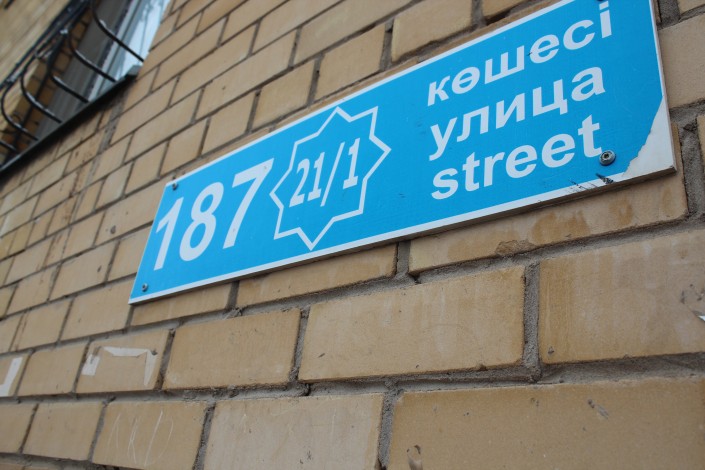 187 21/1
көшесі
улица
street